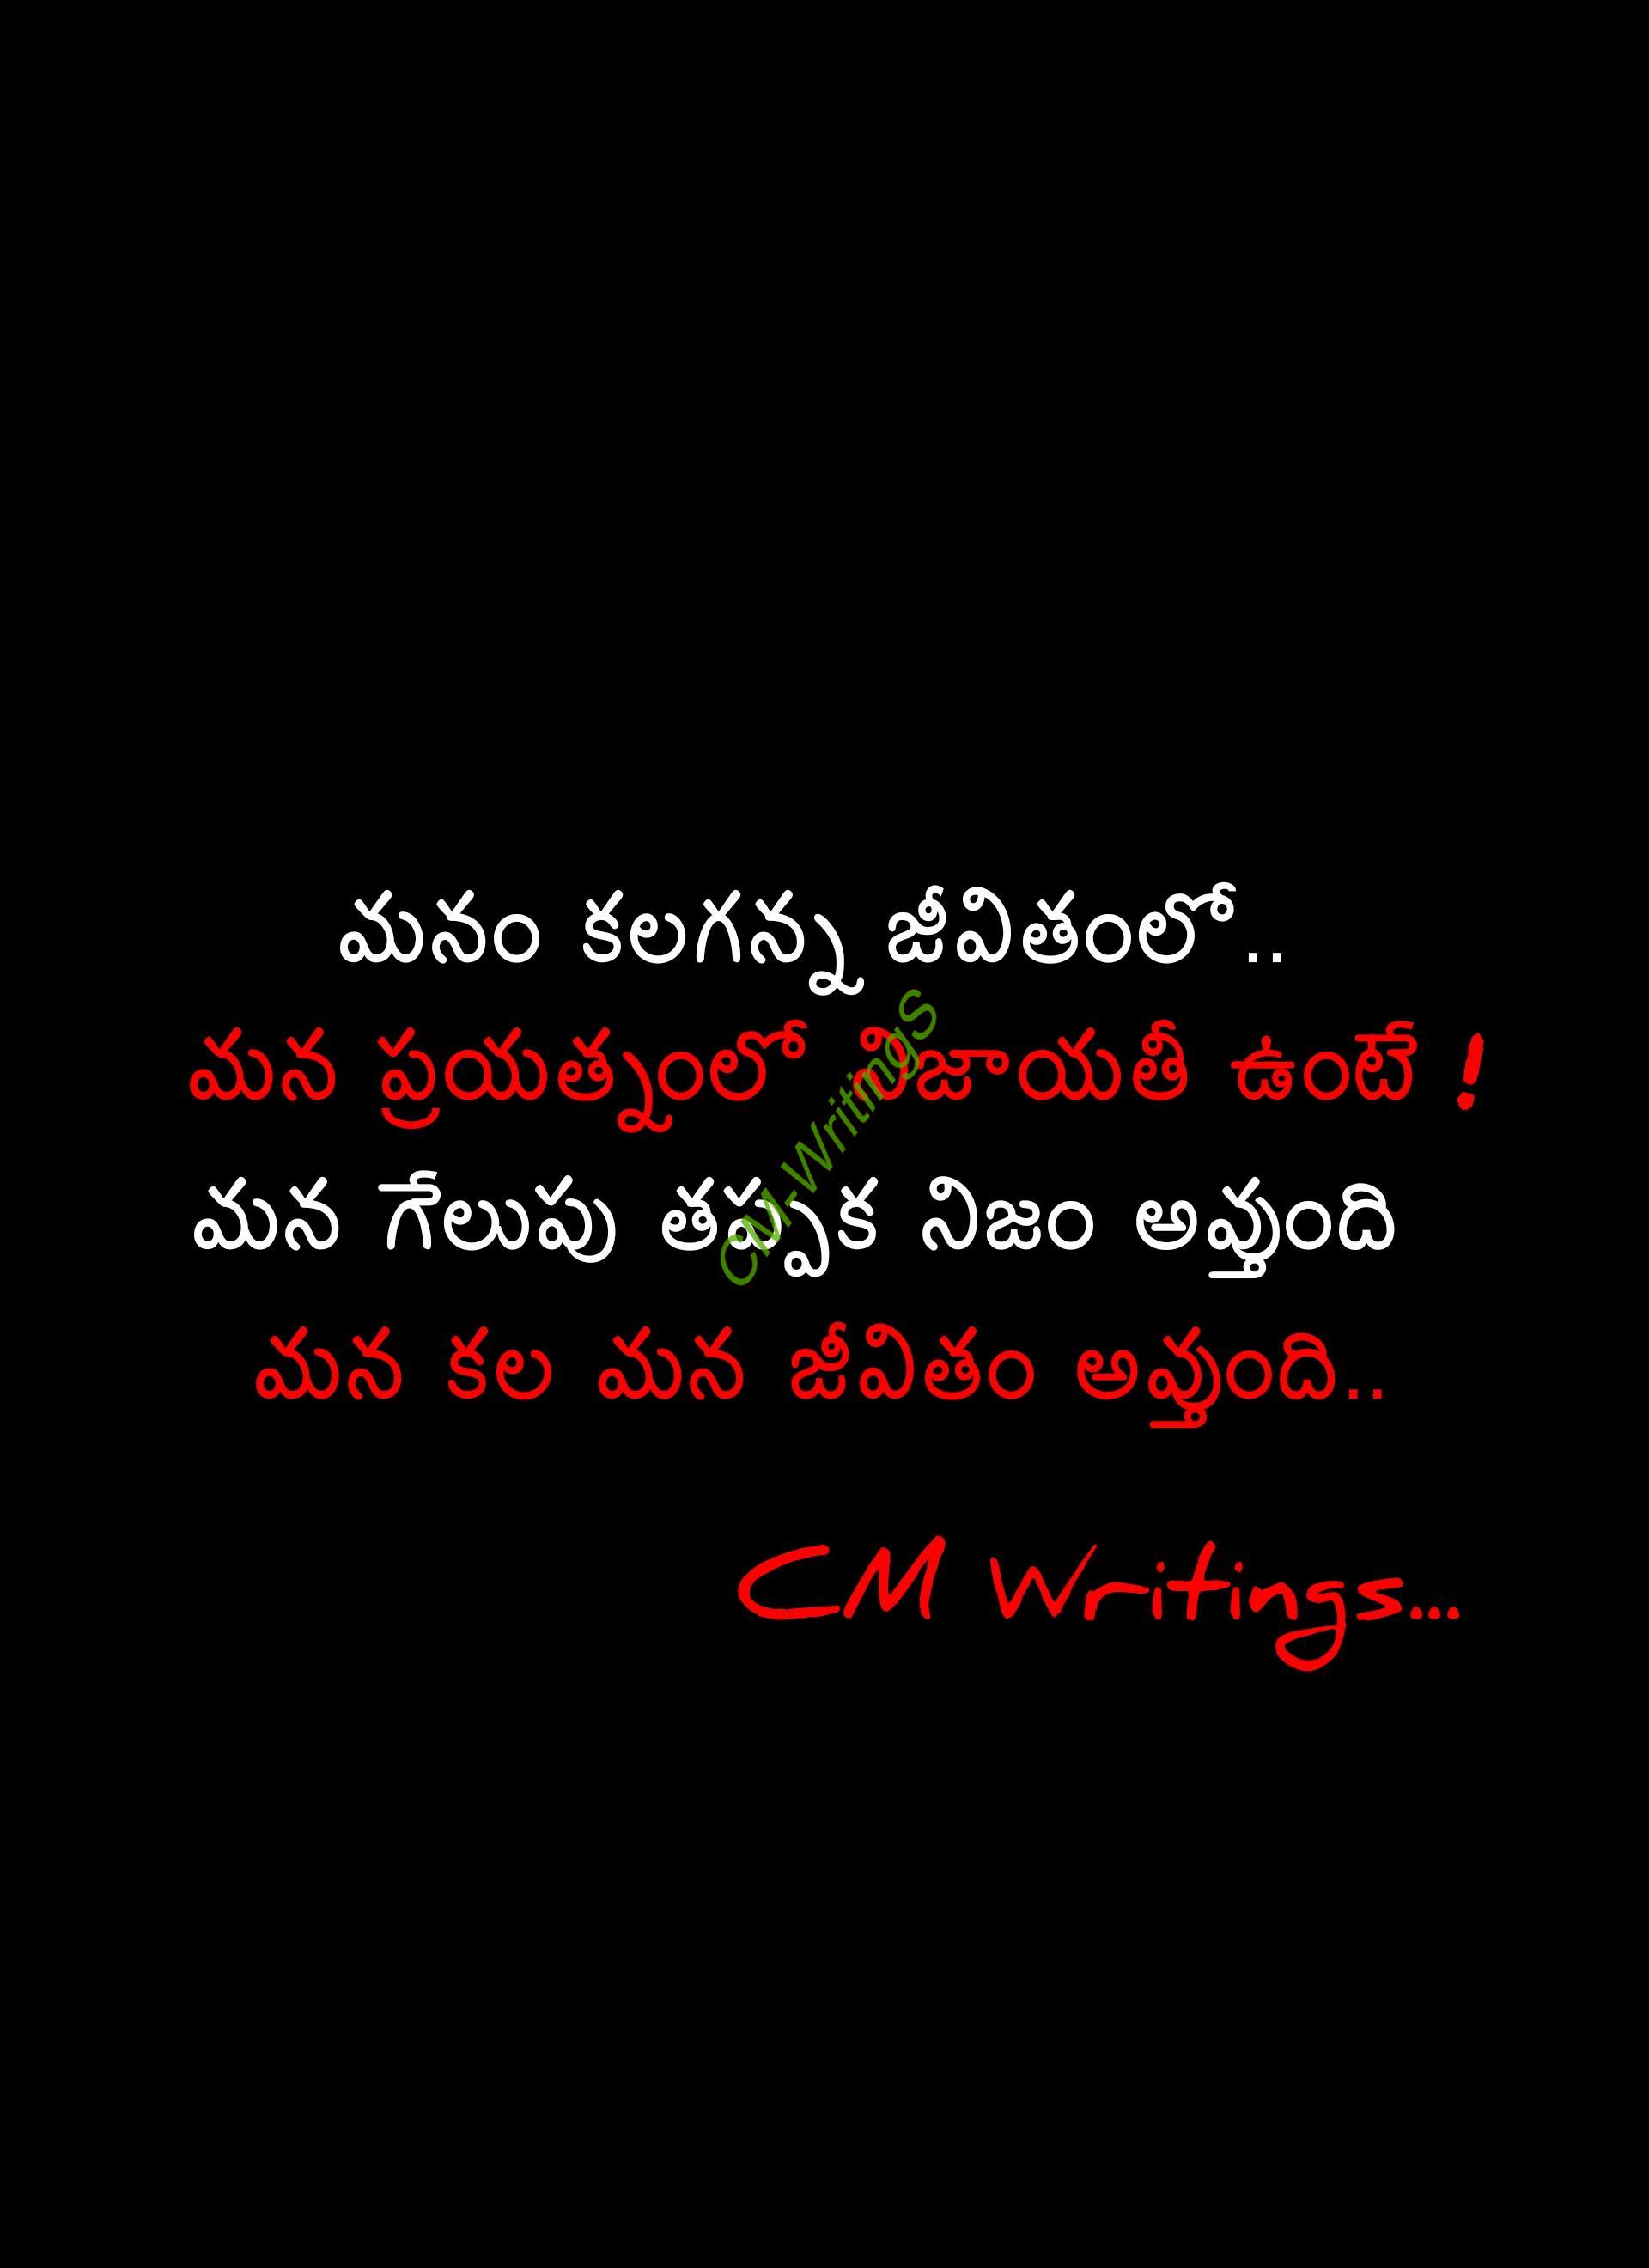 మనం కలగన్న జీవితంలో..
మన ప్రయత్నంలో నిజాయతీ ఉంటే !
మన గేలుపు తప్పక నిజం అవ్తుంది
మన కల మన జీవితం అవ్తుంది..
CM Writings...
CM-Writings